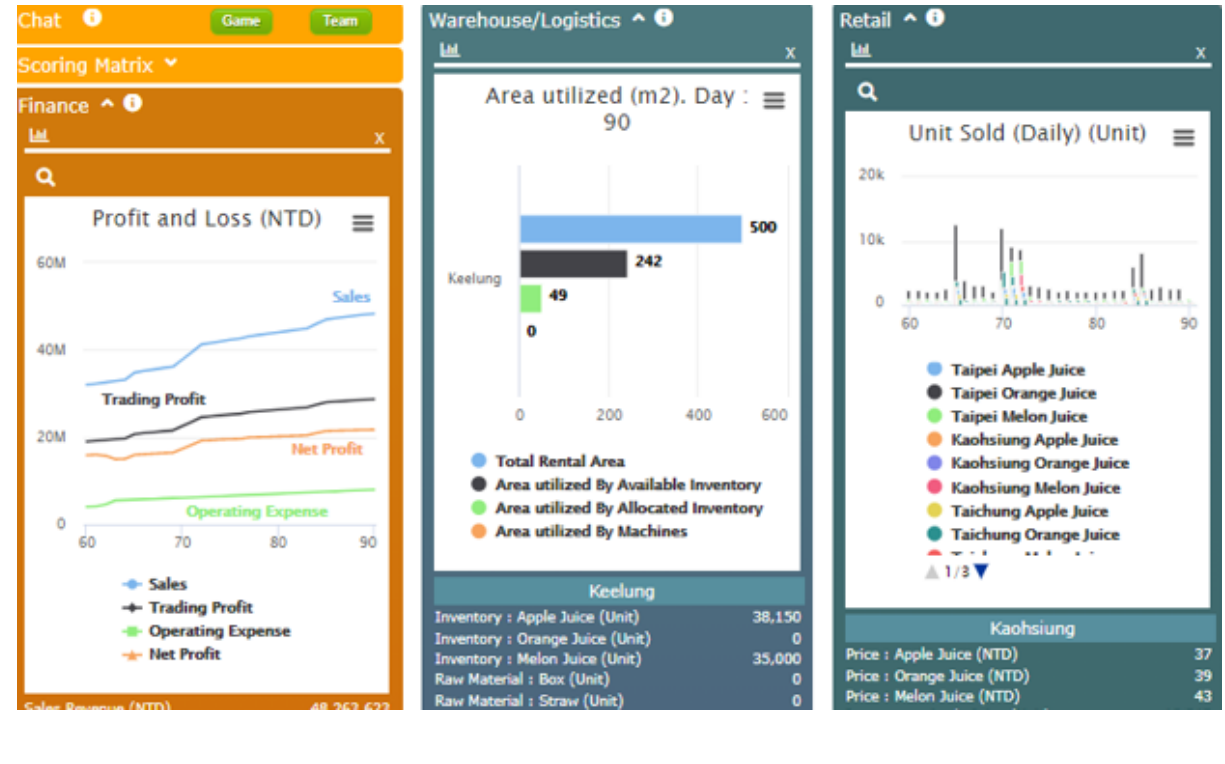 Chat
Game
Team
Scoring Matrix
Finance
x
Profit and Loss (NTD)
60M
Sales
40M
Trading Profit
20M
Net Profit
Operating Expense
0
60 70 80 90
Sales
Trading Profit
Operating Expense
Net Profit
Sales Revenue (NTD) 48,263,622
Warehouse/Logistics
x
Area utilized (m2). Day :
90
500
242
Keelung
49
0
0 200 400 600
Total Rental Area
Area utilized By Available Inventory
Area utilized By Allocated Inventory
Area utilized By Machines
Keelung
Inventory : Apple Juice (Unit) 38,150
Inventory : Orange Juice (Unit) 0
Inventory : Melon Juice (Unit) 35,000
Raw Material : Box (Unit) 0
Raw Material : Straw (Unit) 0
Retail
x
Unit Sold (Daily) (Unit)
20k
10k
0
60 70 80 90
Taipei Apple Juice
Taipei Orange Juice
Taipei Melon Juice
Kaohsiung Apple Juice
Kaohsiung Orange Juice
Kaohsiung Melon Juice
Taichung Apple Juice
Taichung Orange Juice
1/3
Kaohsiung
Price : Apple Juice (NTD) 37
Price : Orange Juice (NTD) 39
Price : Melon Juice (NTD) 43